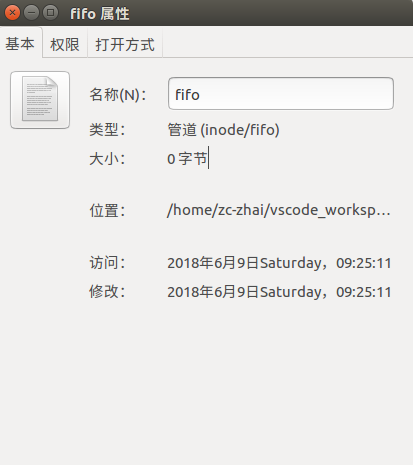 fifo 属性
基本 权限 打开方式
名称(N)： fifo
类型： 管道 (inode/fifo)
大小： 0 字节
位置： /home/zc-zhai/vscode_worksp…
访问： 2018年6月9日Saturday，09:25:11
修改： 2018年6月9日Saturday，09:25:11